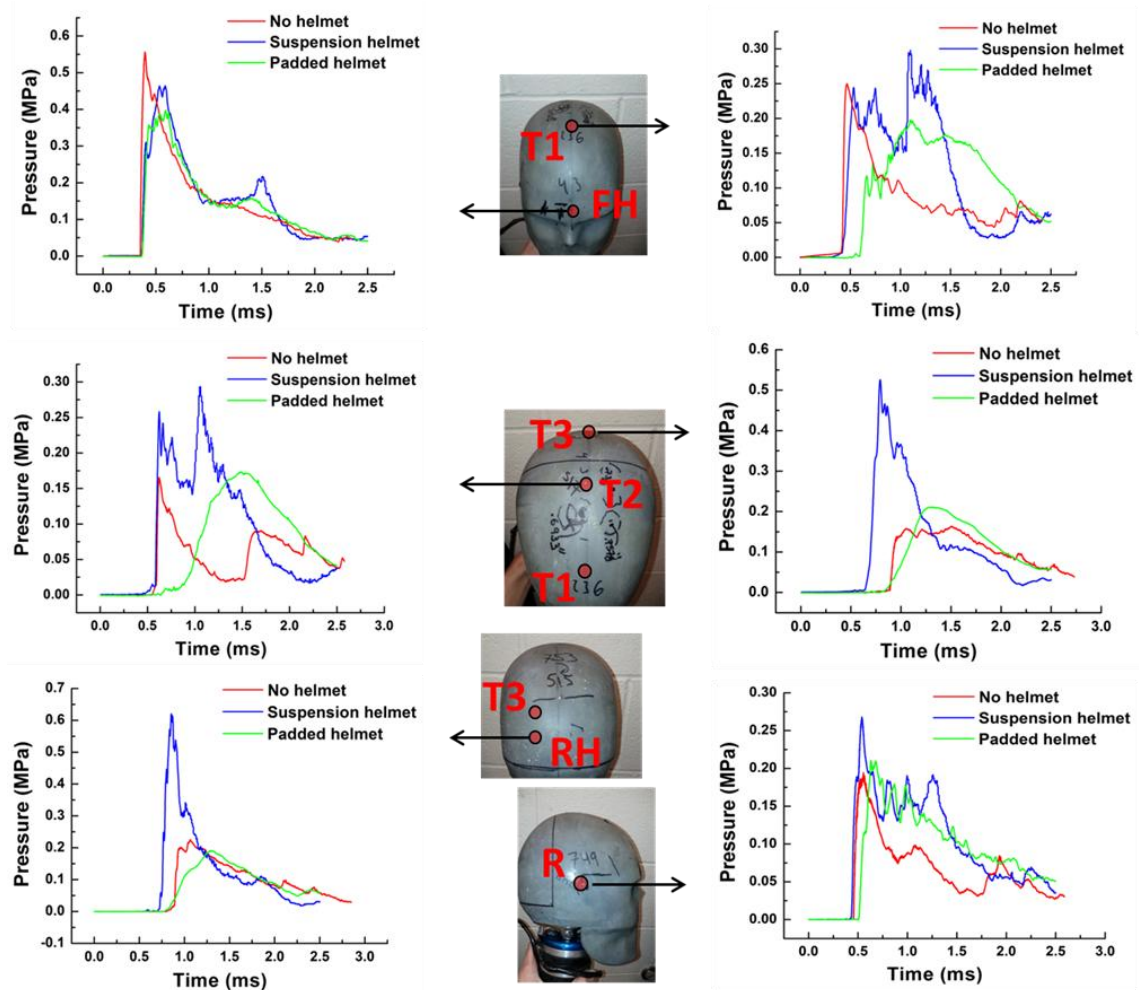 No helmet
Suspension helmet
Padded helmet
Pressure (MPa)
0.6
0.5
0.4
0.3
0.2
0.1
0.0
0.0 0.5 1.0 1.5 2.0 2.5
Time (ms)
T1
256
43
FH
No helmet
Suspension helmet
Padded helmet
Pressure (MPa)
0.30
0.25
0.20
0.15
0.10
0.05
0.00
0.0 0.5 1.0 1.5 2.0 2.5
Time (ms)
No helmet
Suspension helmet
Padded helmet
Pressure (MPa)
0.30
0.25
0.20
0.15
0.10
0.05
0.00
0.0 0.5 1.0 1.5 2.0 2.5 3.0
Time (ms)
T3
T2
T1
256
No helmet
Suspension helmet
Padded helmet
Pressure (MPa)
0.6
0.5
0.4
0.3
0.2
0.1
0.0
0.0 0.5 1.0 1.5 2.0 2.5 3.0
Time (ms)
No helmet
Suspension helmet
Padded helmet
Pressure (MPa)
0.7
0.6
0.5
0.4
0.3
0.2
0.1
0.0
-0.1
0.0 0.5 1.0 1.5 2.0 2.5 3.0
Time (ms)
T3
RH
R
749
No helmet
Suspension helmet
Padded helmet
Pressure (MPa)
0.30
0.25
0.20
0.15
0.10
0.05
0.00
0.0 0.5 1.0 1.5 2.0 2.5 3.0
Time (ms)